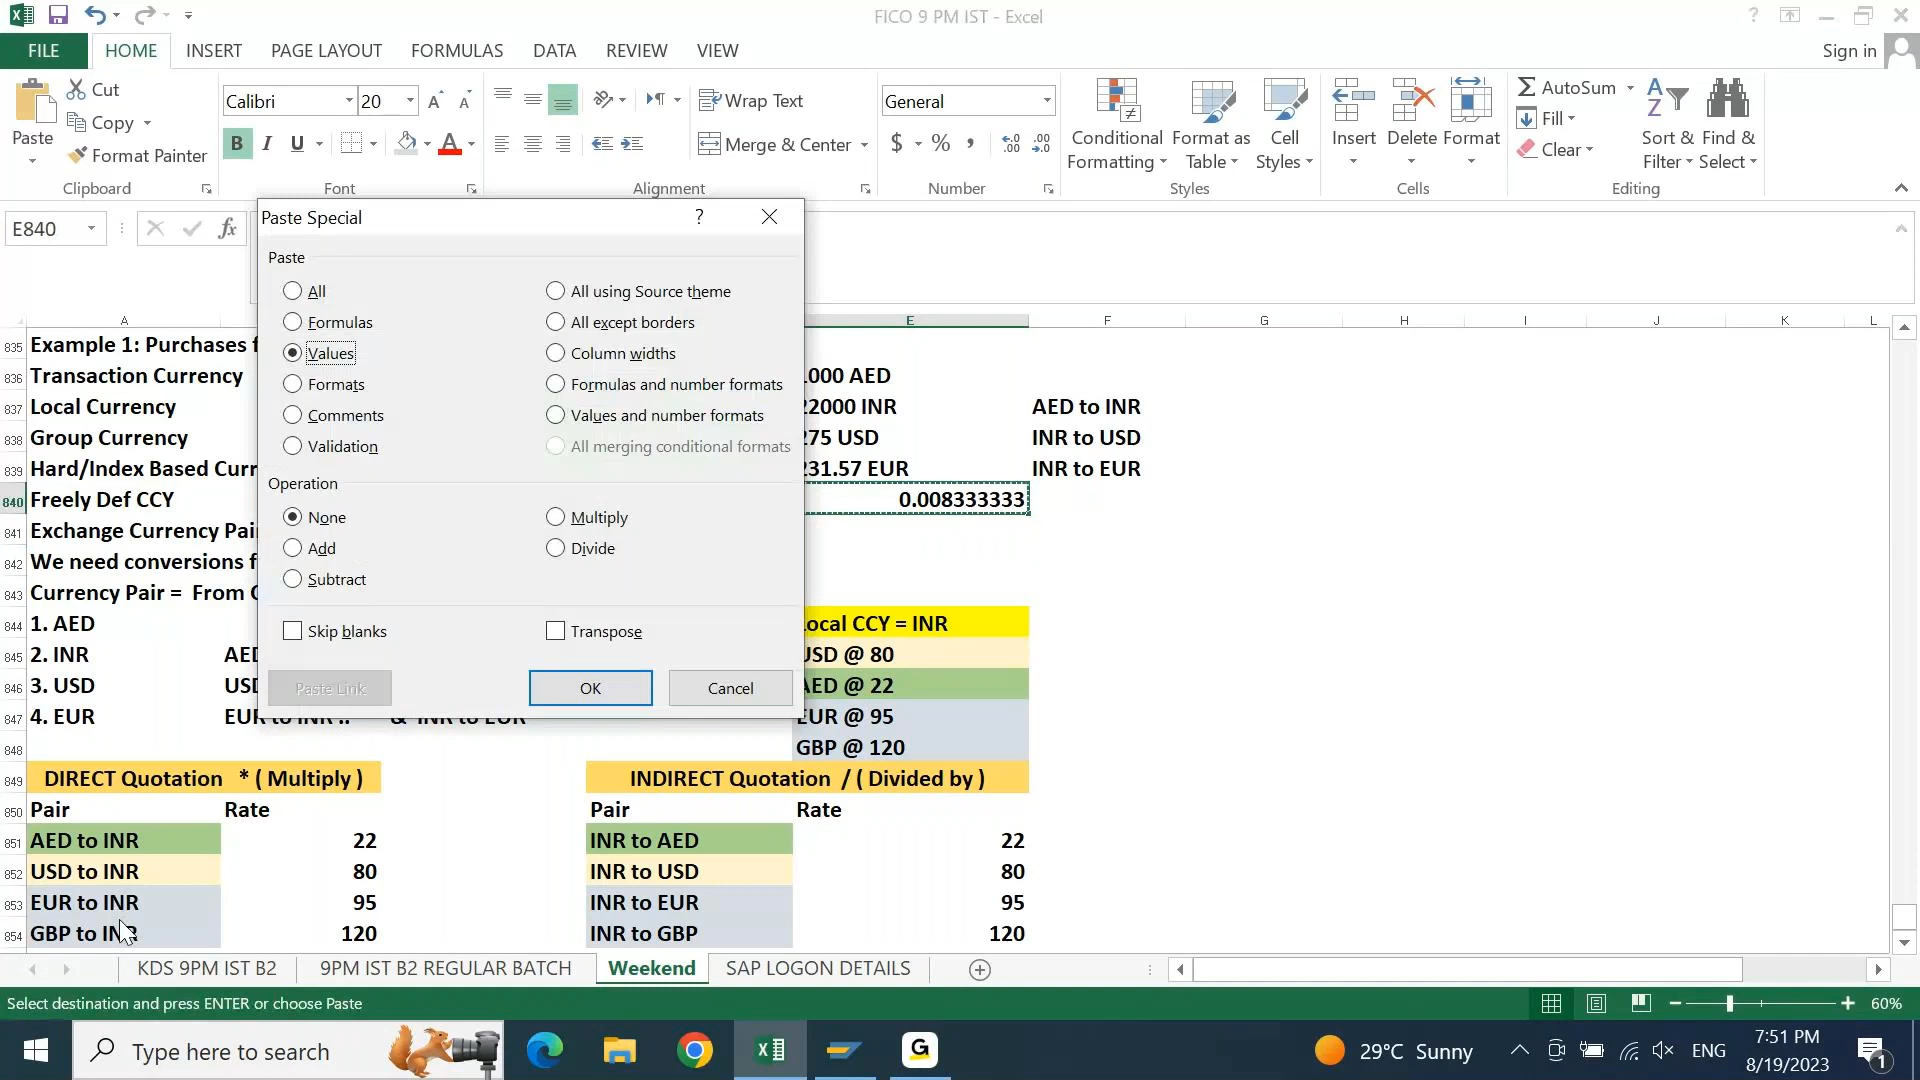 FICO 9 PM IST - Excel
FILE HOME INSERT PAGE LAYOUT FORMULAS DATA REVIEW VIEW Sign in
Paste Cut Copy Format Painter Clipboard
Calibri 20 B I U A Font
Wrap Text Merge & Center Alignment
General $ % , Number
Conditional Formatting Format as Table Cell Styles Styles
Insert Delete Format Cells
AutoSum Fill Clear Sort & Filter Find & Select Editing
E840 fx
Paste Special ?
Paste
All All using Source theme
Formulas All except borders
Values Column widths
Formats Formulas and number formats
Comments Values and number formats
Validation All merging conditional formats
Operation
None Multiply
Add Divide
Subtract
Skip blanks Transpose
Paste Link OK Cancel
A E F G H I J K L
835 Example 1: Purchases f
836 Transaction Currency 1000 AED
837 Local Currency 22000 INR AED to INR
838 Group Currency 275 USD INR to USD
839 Hard/Index Based Curr 231.57 EUR INR to EUR
840 Freely Def CCY 0.008333333
841 Exchange Currency Pai
842 We need conversions f
843 Currency Pair = From C
844 1. AED Local CCY = INR
845 2. INR AED USD @ 80
846 3. USD USD AED @ 22
847 4. EUR EUR to INR .. & INR to EUR EUR @ 95
848 GBP @ 120
849 DIRECT Quotation * ( Multiply ) INDIRECT Quotation / ( Divided by )
850 Pair Rate Pair Rate
851 AED to INR 22 INR to AED 22
852 USD to INR 80 INR to USD 80
853 EUR to INR 95 INR to EUR 95
854 GBP to INR 120 INR to GBP 120
KDS 9PM IST B2 9PM IST B2 REGULAR BATCH Weekend SAP LOGON DETAILS
Select destination and press ENTER or choose Paste 60%
Type here to search 29°C Sunny ENG 7:51 PM 1
8/19/2023